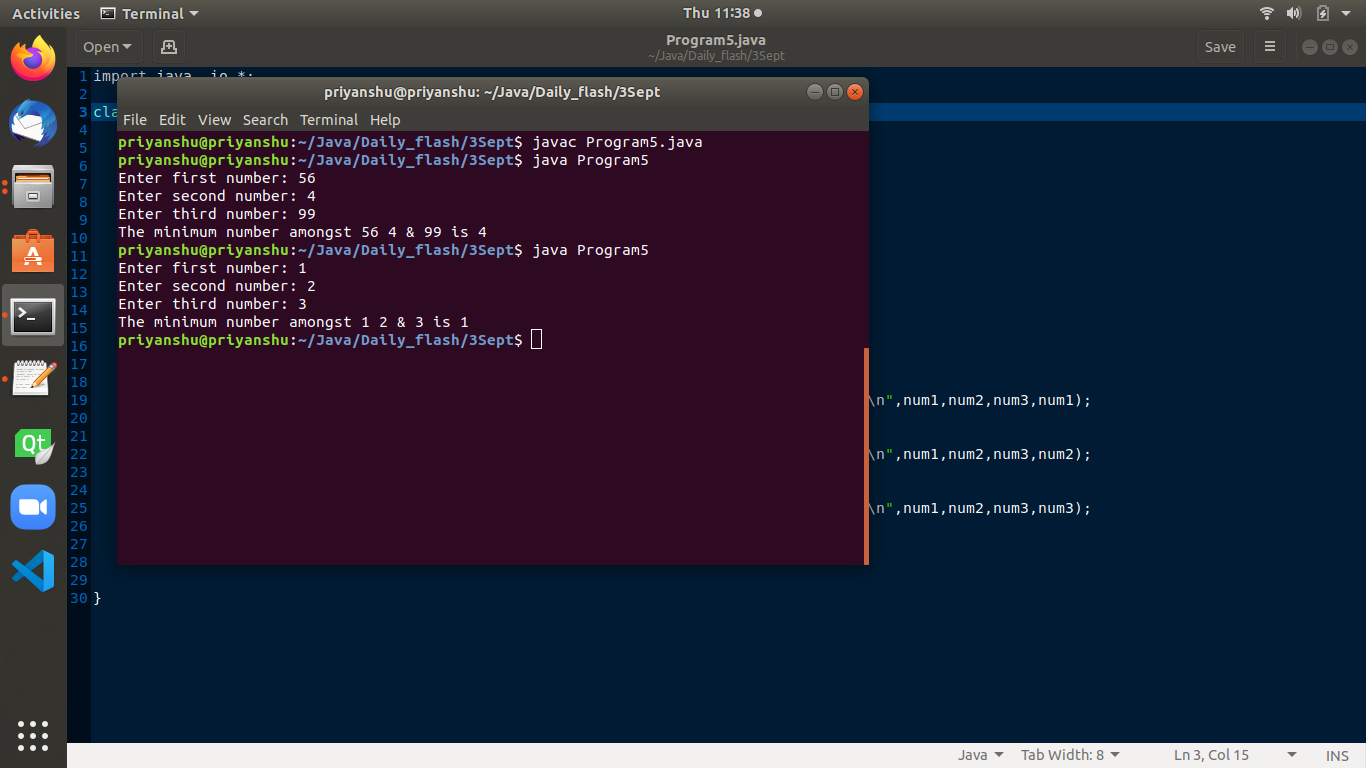 Activities Terminal Thu 11:38
Open Program5.java Save
~/Java/Daily_flash/3Sept
1 import java
2
3 cla
4
5
6
7
8
9
10
11
12
13
14
15
16
17
18
19 \n",num1,num2,num3,num1);
20
21
22 \n",num1,num2,num3,num2);
23
24
25 \n",num1,num2,num3,num3);
26
27
28
29
30 }
priyanshu@priyanshu: ~/Java/Daily_flash/3Sept
File Edit View Search Terminal Help
priyanshu@priyanshu:~/Java/Daily_flash/3Sept$ javac Program5.java
priyanshu@priyanshu:~/Java/Daily_flash/3Sept$ java Program5
Enter first number: 56
Enter second number: 4
Enter third number: 99
The minimum number amongst 56 4 & 99 is 4
priyanshu@priyanshu:~/Java/Daily_flash/3Sept$ java Program5
Enter first number: 1
Enter second number: 2
Enter third number: 3
The minimum number amongst 1 2 & 3 is 1
priyanshu@priyanshu:~/Java/Daily_flash/3Sept$
Qt
Java Tab Width: 8 Ln 3, Col 15 INS